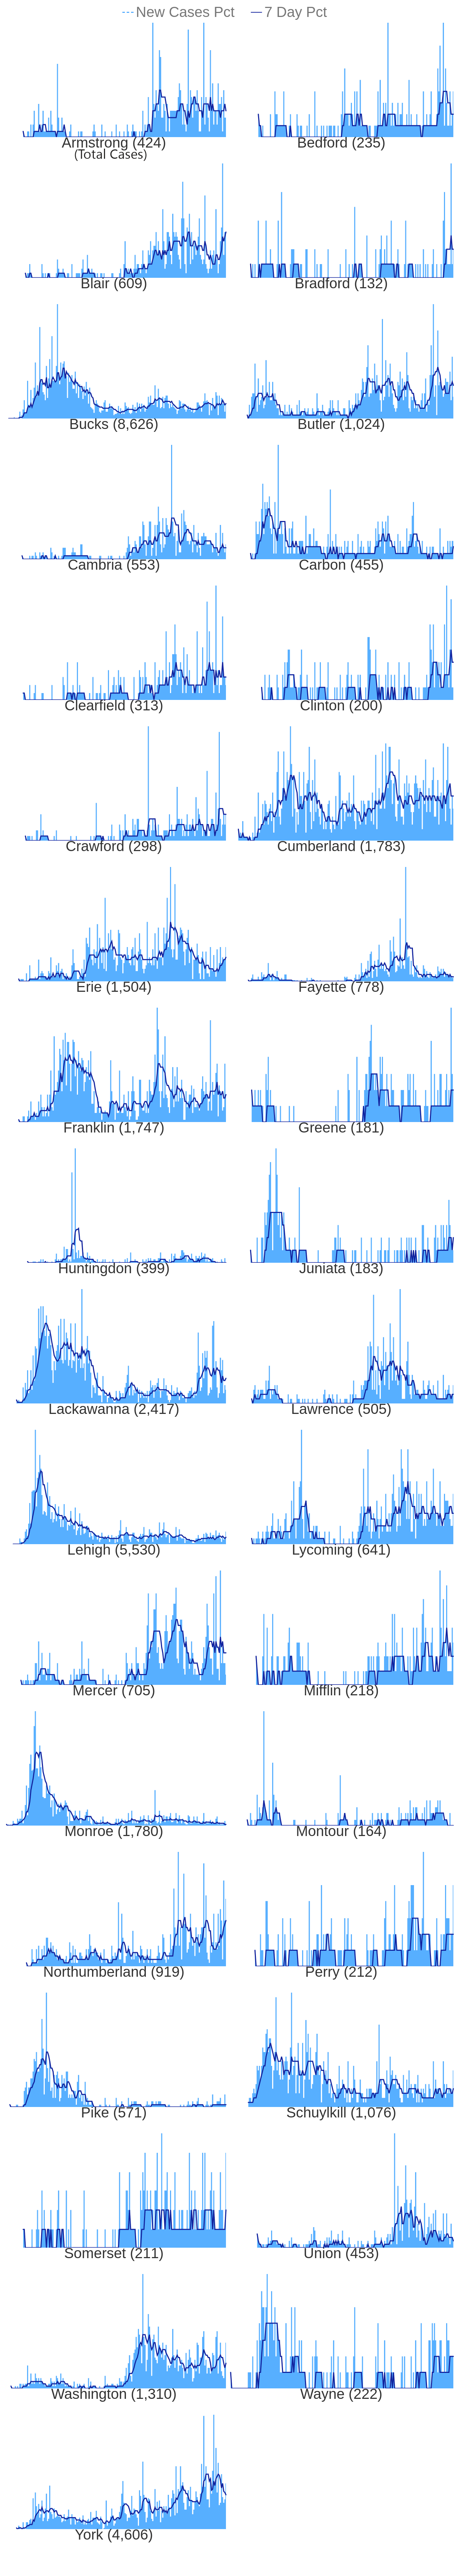 New Cases Pct 7 Day Pct
Armstrong (424) Bedford (235)
(Total Cases)
Blair (609) Bradford (132)
Bucks (8,626) Butler (1,024)
Cambria (553) Carbon (455)
Clearfield (313) Clinton (200)
Crawford (298) Cumberland (1,783)
Erie (1,504) Fayette (778)
Franklin (1,747) Greene (181)
Huntingdon (399) Juniata (183)
Lackawanna (2,417) Lawrence (505)
Lehigh (5,530) Lycoming (641)
Mercer (705) Mifflin (218)
Monroe (1,780) Montour (164)
Northumberland (919) Perry (212)
Pike (571) Schuylkill (1,076)
Somerset (211) Union (453)
Washington (1,310) Wayne (222)
York (4,606)